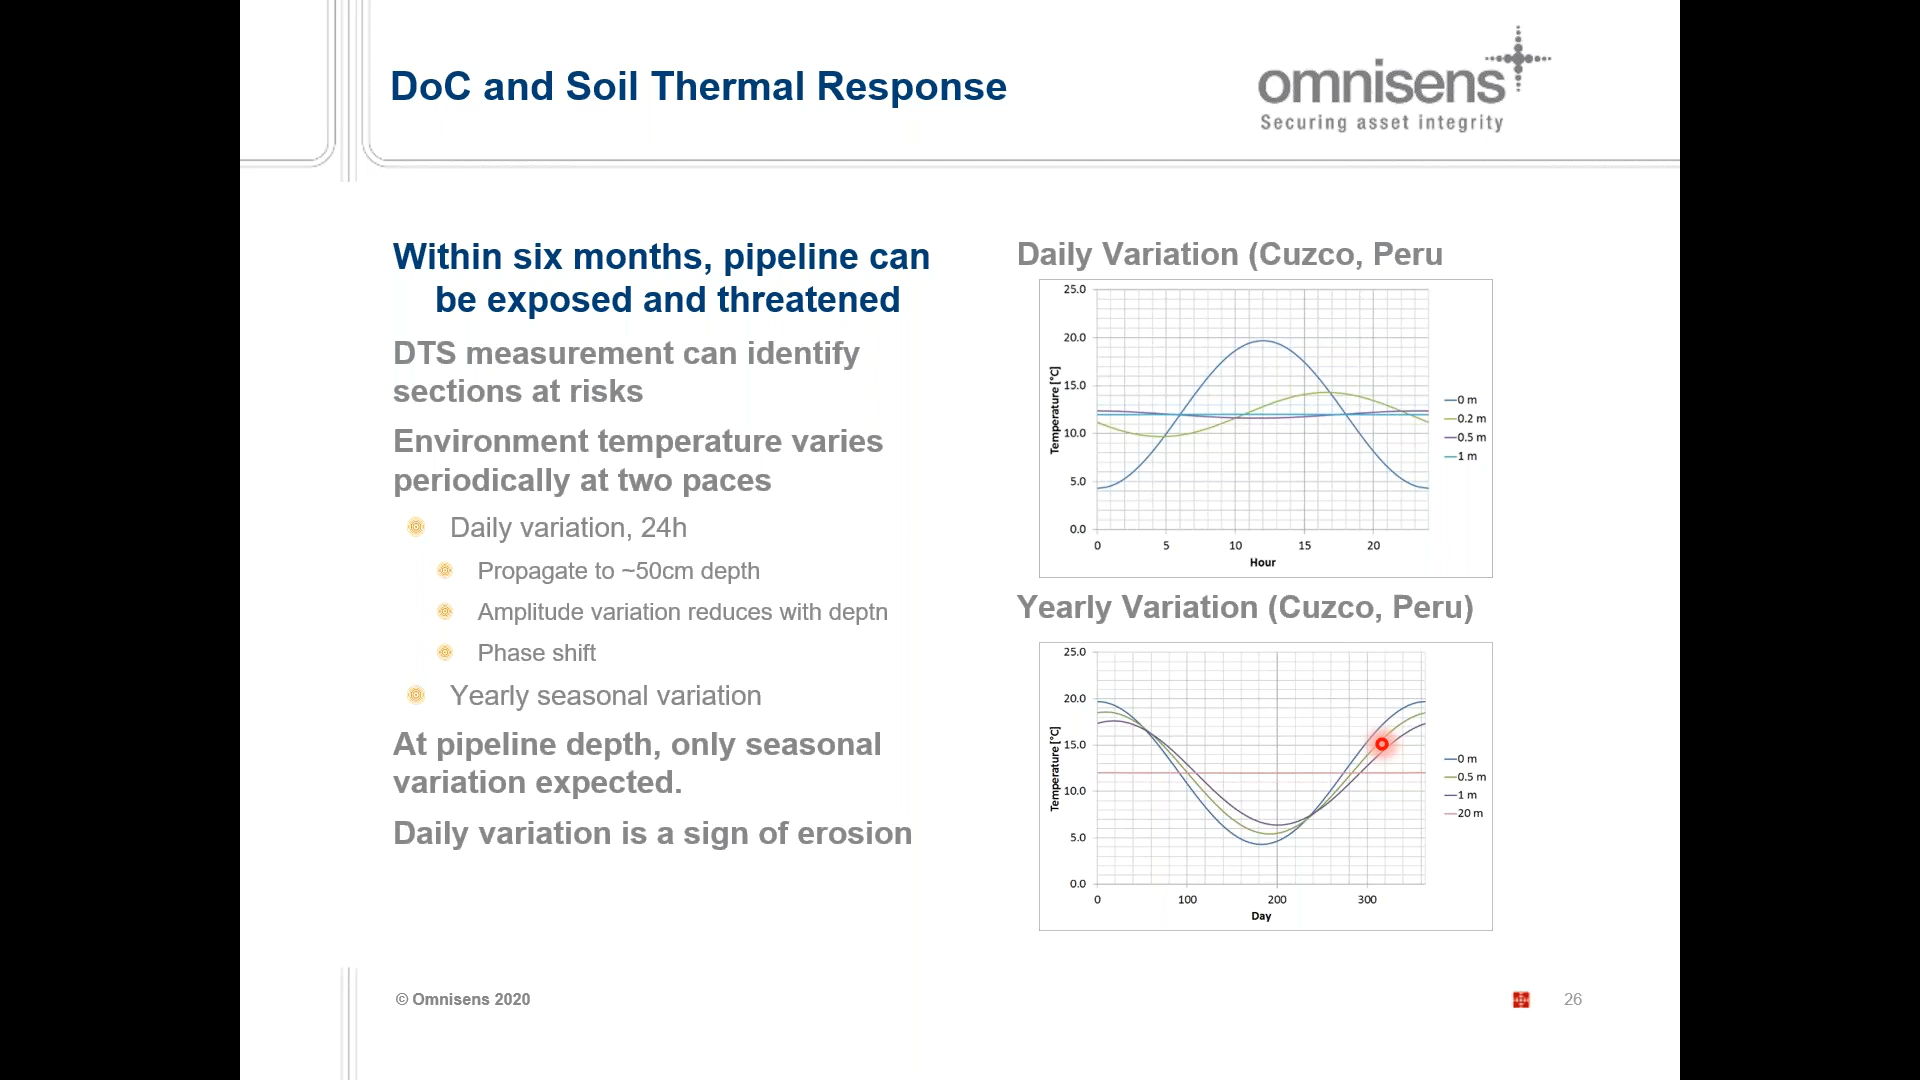 DoC and Soil Thermal Response
omnisens
Securing asset integrity
Within six months, pipeline can
be exposed and threatened
DTS measurement can identify
sections at risks
Environment temperature varies
periodically at two paces
Daily variation, 24h
Propagate to ~50cm depth
Amplitude variation reduces with deptn
Phase shift
Yearly seasonal variation
At pipeline depth, only seasonal
variation expected.
Daily variation is a sign of erosion
Daily Variation (Cuzco, Peru
25.0
20.0
15.0
10.0
5.0
0.0
Temperature [°C]
0 5 10 15 20
Hour
0 m
0.2 m
0.5 m
1 m
Yearly Variation (Cuzco, Peru)
25.0
20.0
15.0
10.0
5.0
0.0
Temperature [°C]
0 100 200 300
Day
0 m
0.5 m
1 m
20 m
© Omnisens 2020
26